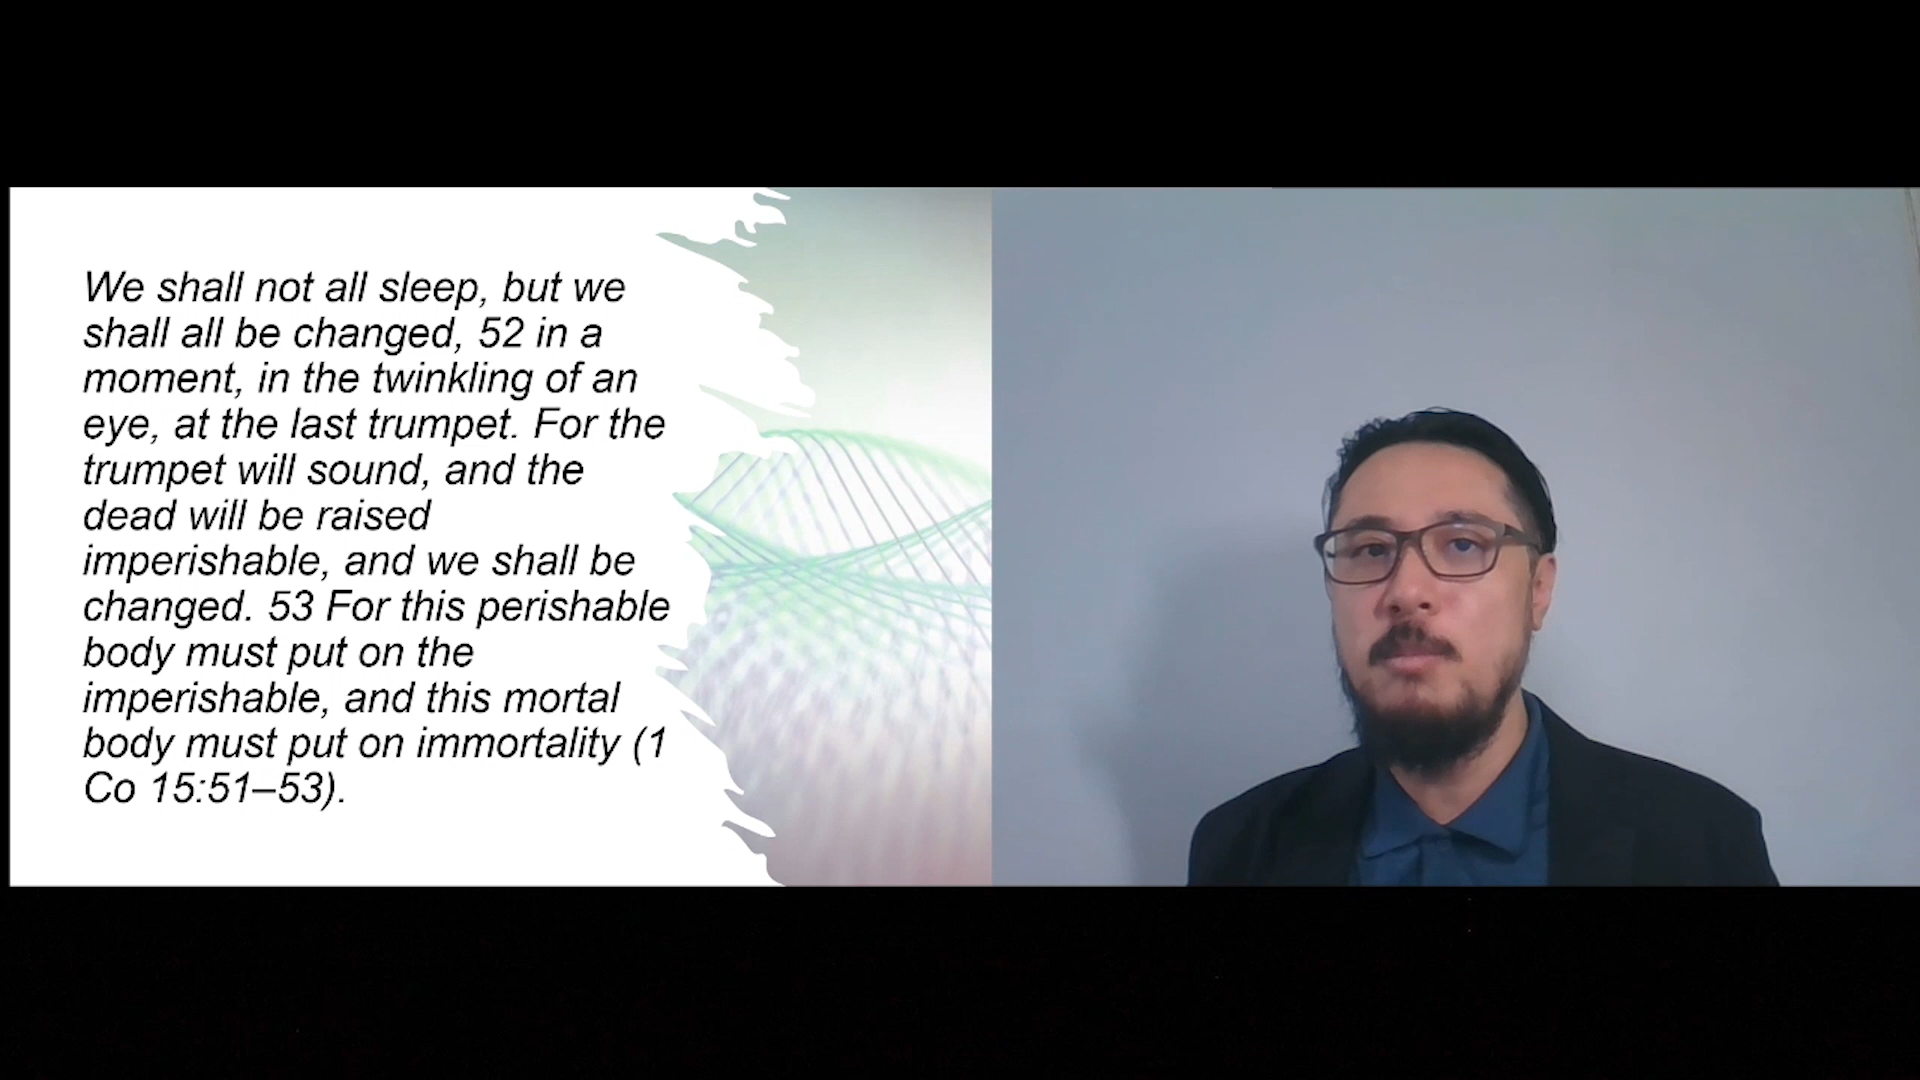 We shall not all sleep, but we
shall all be changed, 52 in a
moment, in the twinkling of an
eye, at the last trumpet. For the
trumpet will sound, and the
dead will be raised
imperishable, and we shall be
changed. 53 For this perishable
body must put on the
imperishable, and this mortal
body must put on immortality (1
Co 15:51–53).